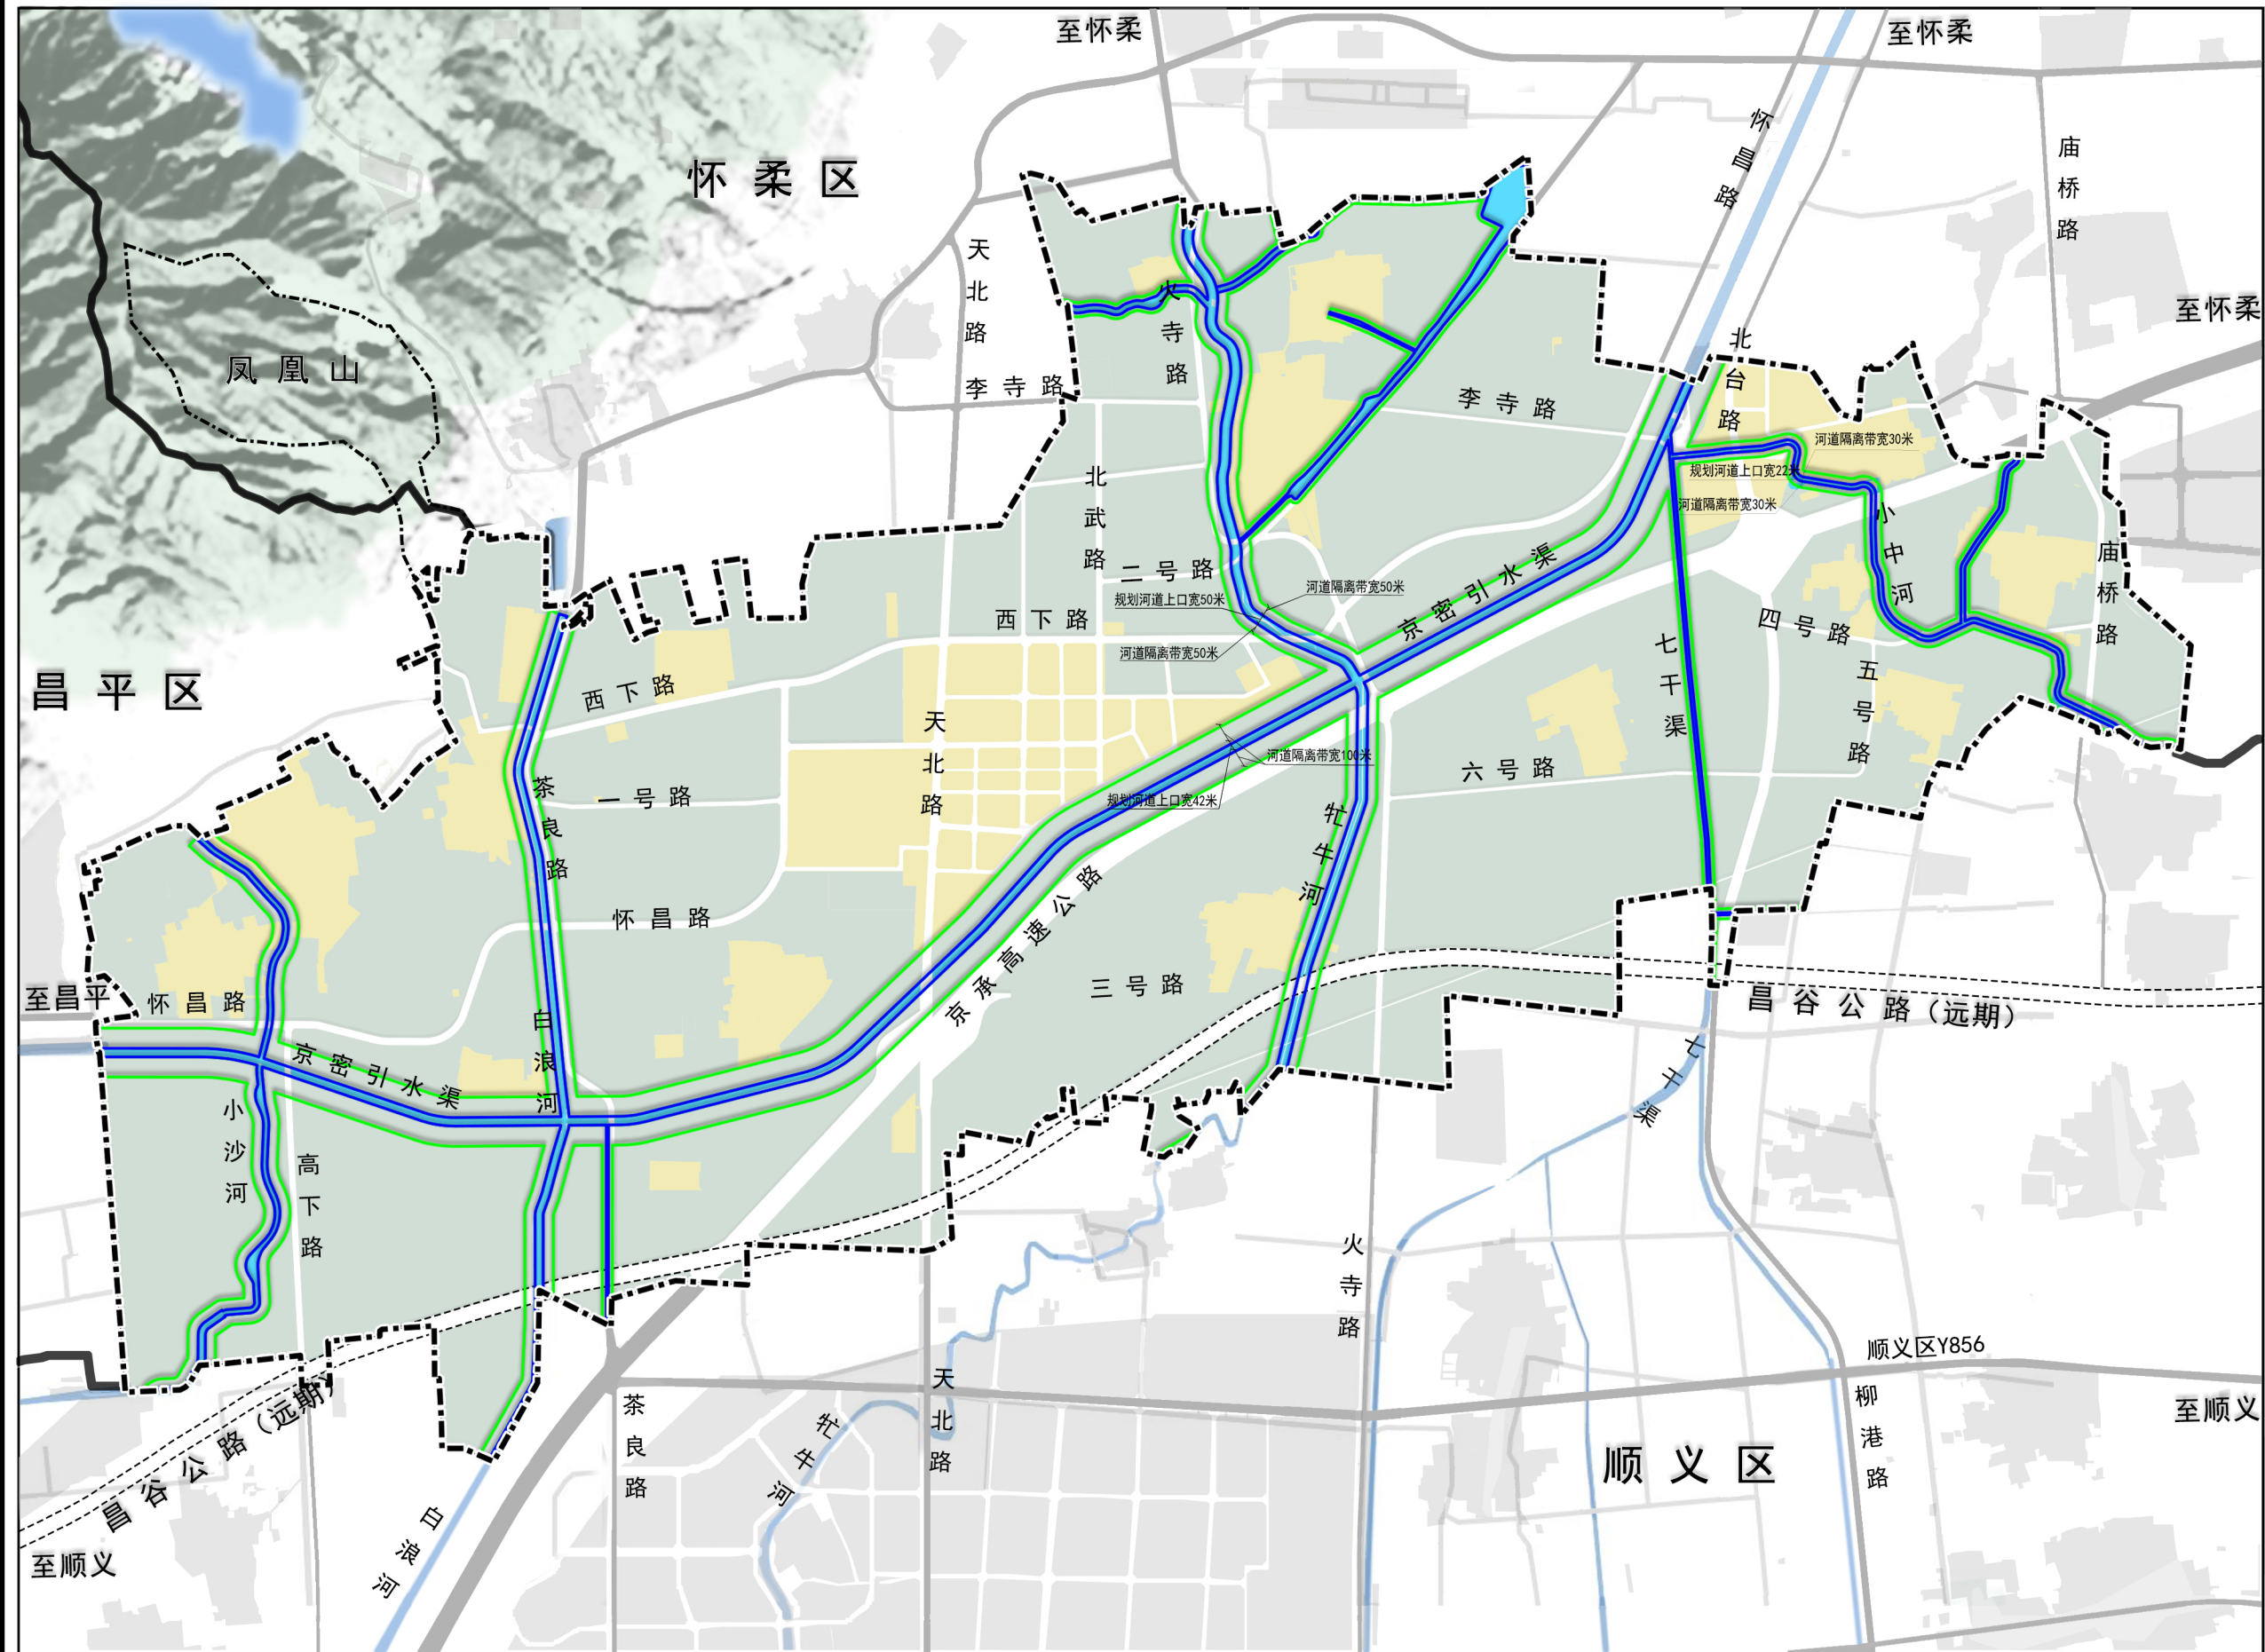 至怀柔
至怀柔
怀昌路
庙桥路
怀柔区
天北路
火寺路
至怀柔
凤凰山
李寺路
北台路
李寺路
河道隔离带宽30米
规划河道上口宽22米
河道隔离带宽30米
北武路
小中河
二号路
庙桥路
京密引水渠
河道隔离带宽50米
规划河道上口宽50米
西下路
四号路
河道隔离带宽50米
七干渠
五号路
昌平区
西下路
天北路
河道隔离带宽100米
六号路
茶良路
一号路
规划河道上口宽42米
牤牛河
京承高速公路
怀昌路
三号路
至昌平
怀昌路
昌谷公路（远期）
白浪河
京密引水渠
七干渠
小沙河
高下路
火寺路
顺义区Y856
昌谷公路（远期）
茶良路
天北路
牤牛河
柳港路
至顺义
顺义区
白浪河
至顺义